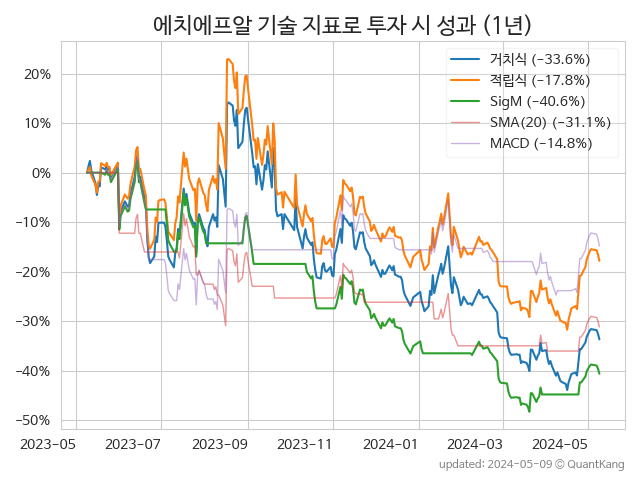 에치에프알 기술 지표로 투자 시 성과 (1년)
거치식 (−33.6%)
적립식 (−17.8%)
SigM (−40.6%)
SMA(20) (−31.1%)
MACD (−14.8%)
20%
10%
0%
−10%
−20%
−30%
−40%
−50%
2023-05 2023-07 2023-09 2023-11 2024-01 2024-03 2024-05
updated: 2024-05-09 © QuantKang